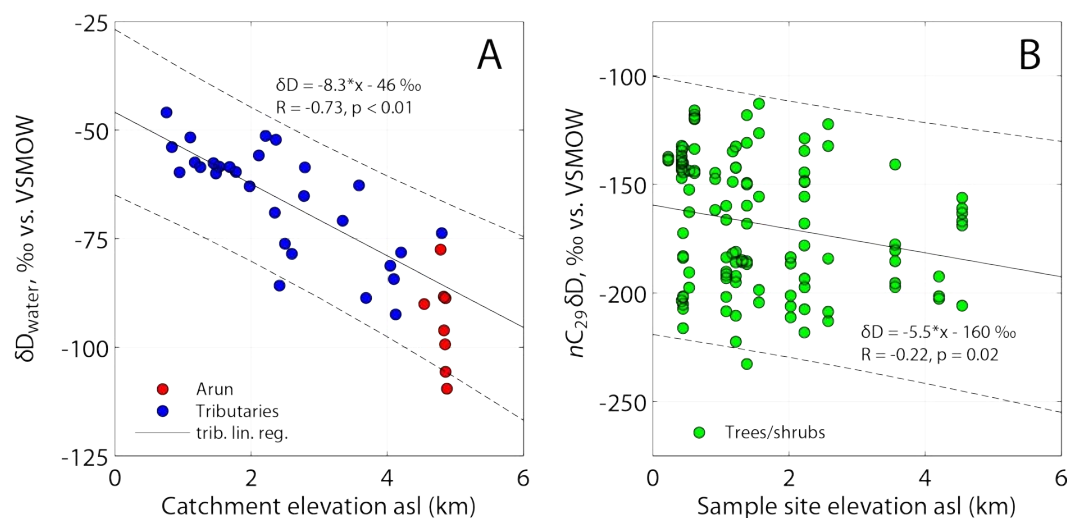 A
δD = -8.3*x - 46 ‰
R = -0.73, p < 0.01
δDwater, ‰ vs. VSMOW
-25
-50
-75
-100
-125
Arun
Tributaries
trib. lin. reg.
0 2 4 6
Catchment elevation asl (km)
B
nC29 δD, ‰ vs. VSMOW
-100
-150
-200
-250
δD = -5.5*x - 160 ‰
R = -0.22, p = 0.02
Trees/shrubs
0 2 4 6
Sample site elevation asl (km)